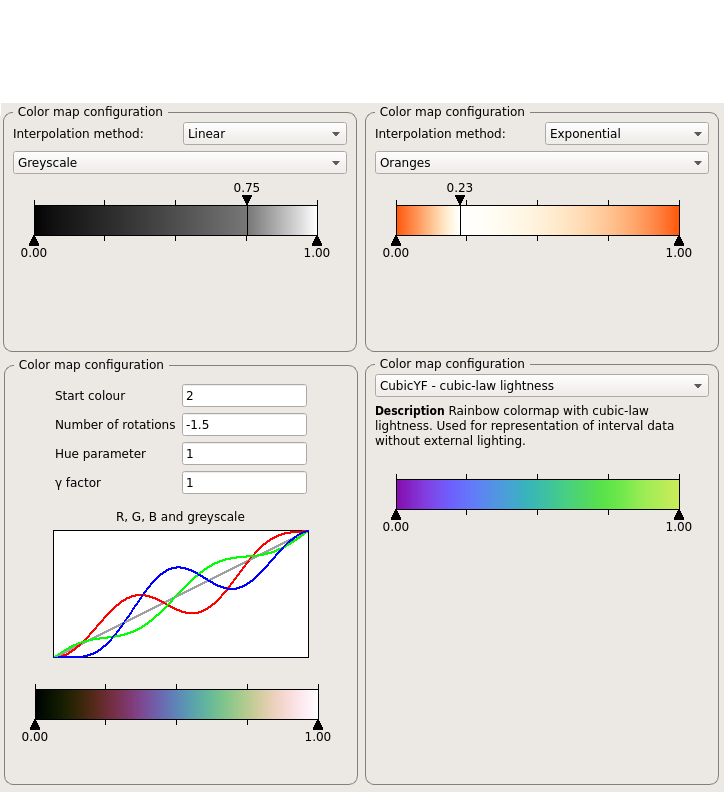 Color map configuration
Interpolation method: Linear
Greyscale
0.75
0.00 1.00
Color map configuration
Interpolation method: Exponential
Oranges
0.23
0.00 1.00
Color map configuration
Start colour 2
Number of rotations -1.5
Hue parameter 1
γ factor 1
R, G, B and greyscale
0.00 1.00
Color map configuration
CubicYF - cubic-law lightness
Description Rainbow colormap with cubic-law
lightness. Used for representation of interval data
without external lighting.
0.00 1.00